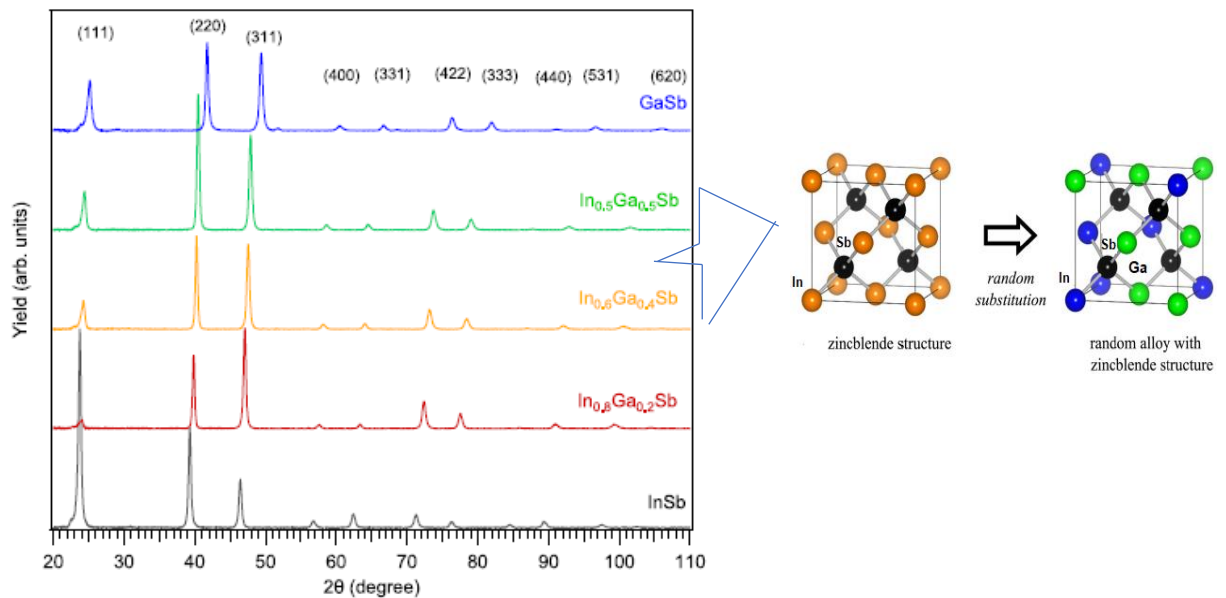 (111)
(220)
(311)
(400)
(331)
(422)
(333)
(440)
(531)
(620)
GaSb
In0.5Ga0.5Sb
In0.6Ga0.4Sb
In0.8Ga0.2Sb
InSb
Yield (arb. units)
20 30 40 50 60 70 80 90 100 110
2θ (degree)
Sb
In
zincblende structure
random
substitution
Sb
Ga
In
random alloy with
zincblende structure